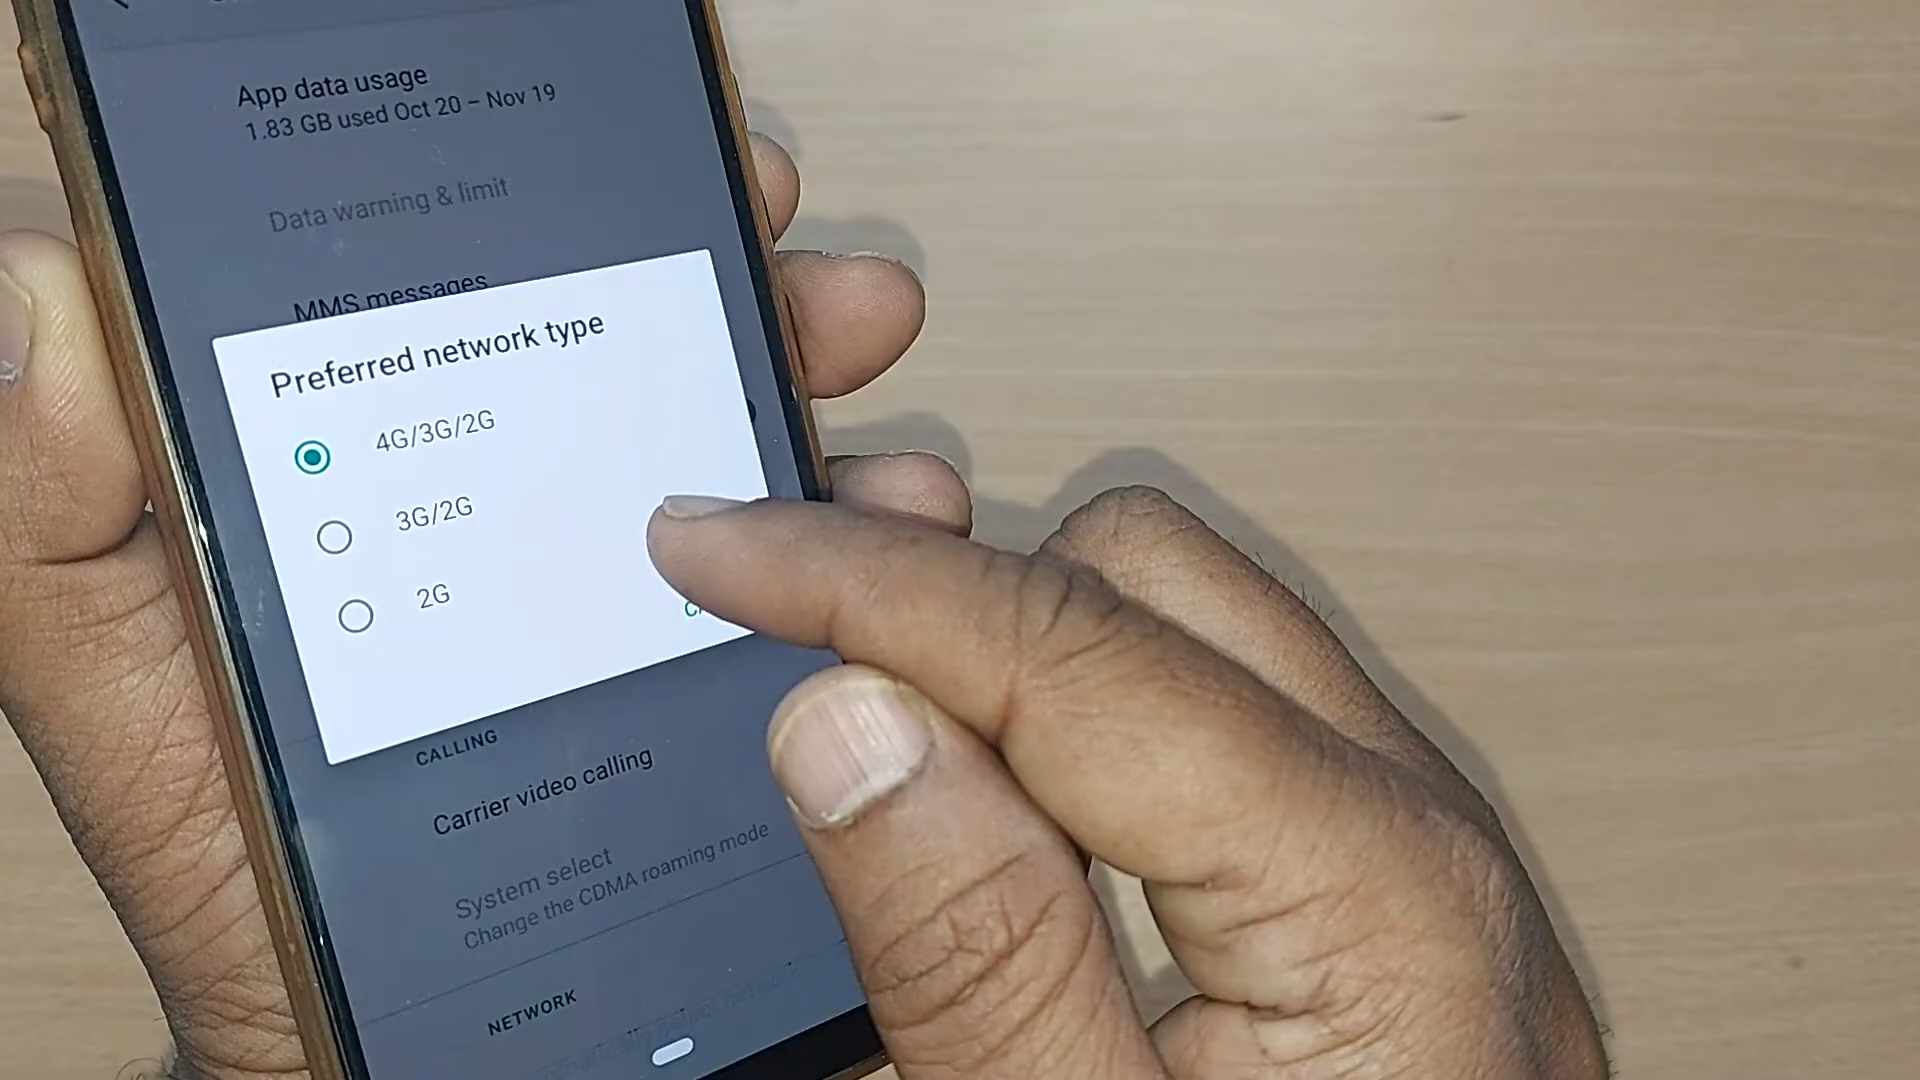 App data usage
1.83 GB used Oct 20 – Nov 19
Data warning & limit
MMS messages
Preferred network type
4G/3G/2G
3G/2G
2G
CALLING
Carrier video calling
System select
Change the CDMA roaming mode
NETWORK